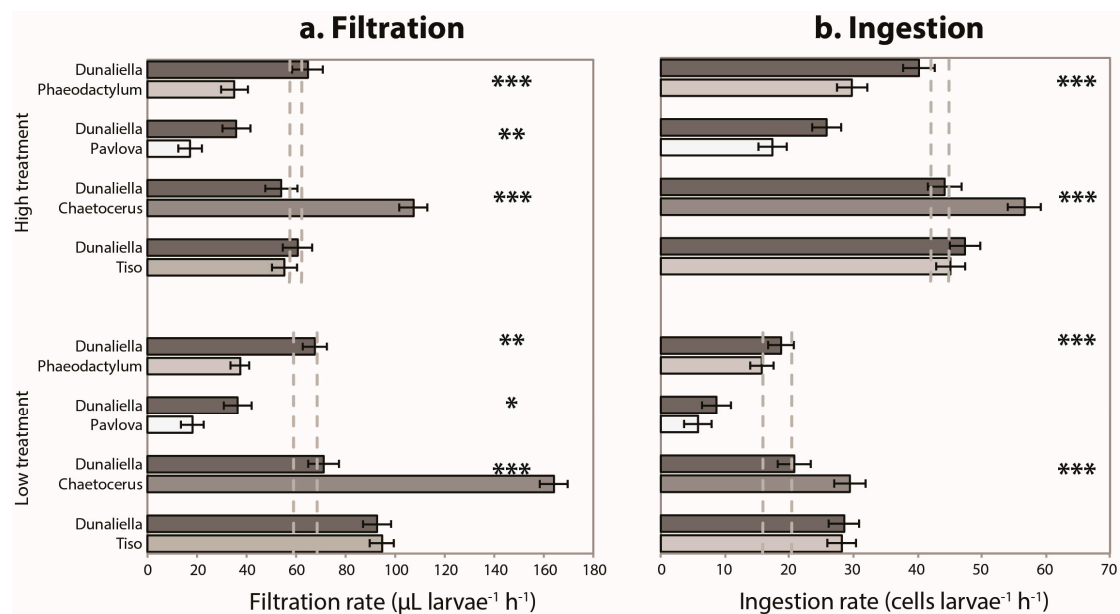 a. Filtration
b. Ingestion
High treatment
Dunaliella
***
***
Phaeodactylum
Dunaliella
**
Pavlova
Dunaliella
***
***
Chaetocerus
Dunaliella
Tiso
Low treatment
Dunaliella
**
***
Phaeodactylum
Dunaliella
*
Pavlova
Dunaliella
***
***
Chaetocerus
Dunaliella
Tiso
0 20 40 60 80 100 120 140 160 180
0 10 20 30 40 50 60 70
Filtration rate (µL larvae⁻¹ h⁻¹)
Ingestion rate (cells larvae⁻¹ h⁻¹)